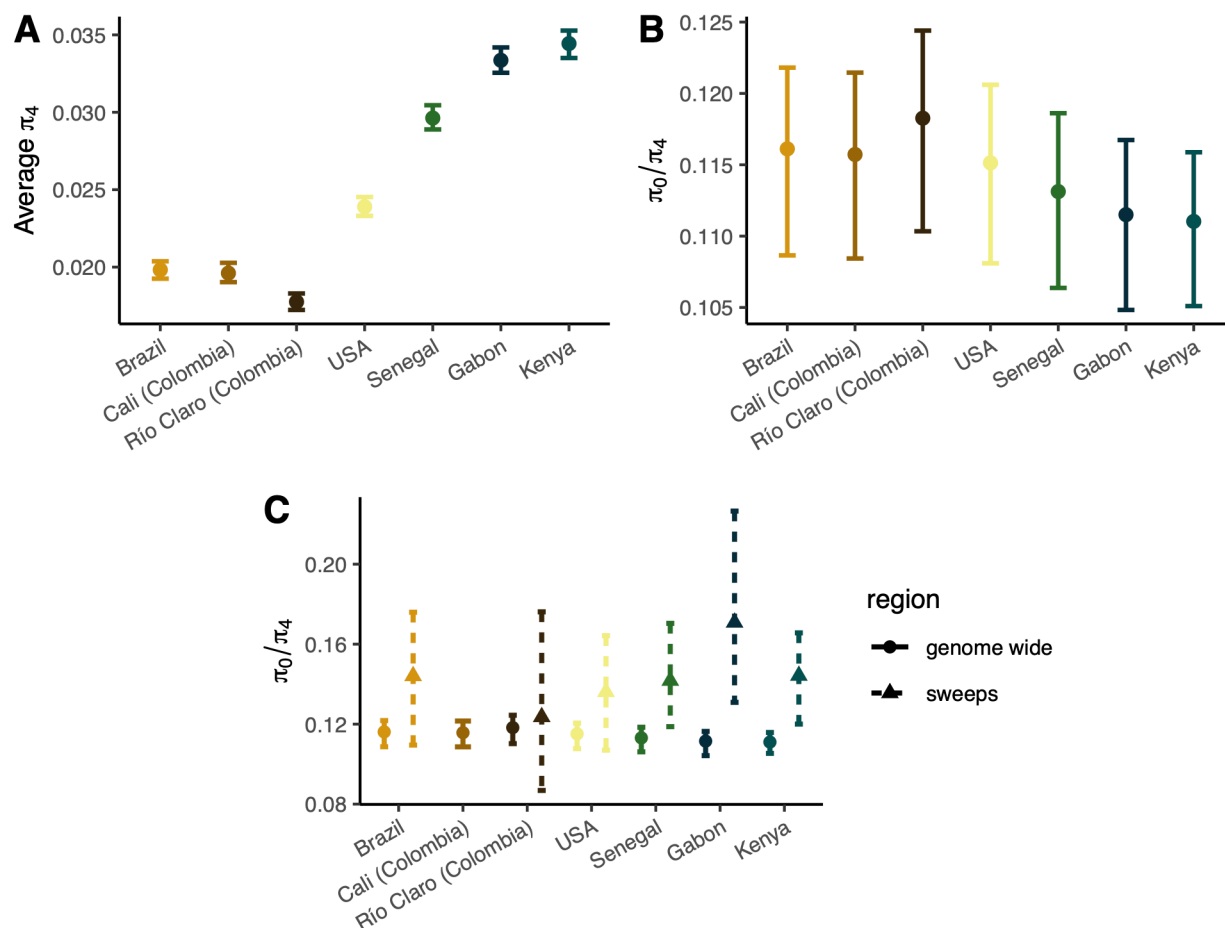 A
Average π4
0.035
0.030
0.025
0.020
Brazil
Cali (Colombia)
Río Claro (Colombia)
USA
Senegal
Gabon
Kenya
B
π0/π4
0.125
0.120
0.115
0.110
0.105
Brazil
Cali (Colombia)
Río Claro (Colombia)
USA
Senegal
Gabon
Kenya
C
π0/π4
0.20
0.16
0.12
0.08
Brazil
Cali (Colombia)
Río Claro (Colombia)
USA
Senegal
Gabon
Kenya
region
genome wide
sweeps